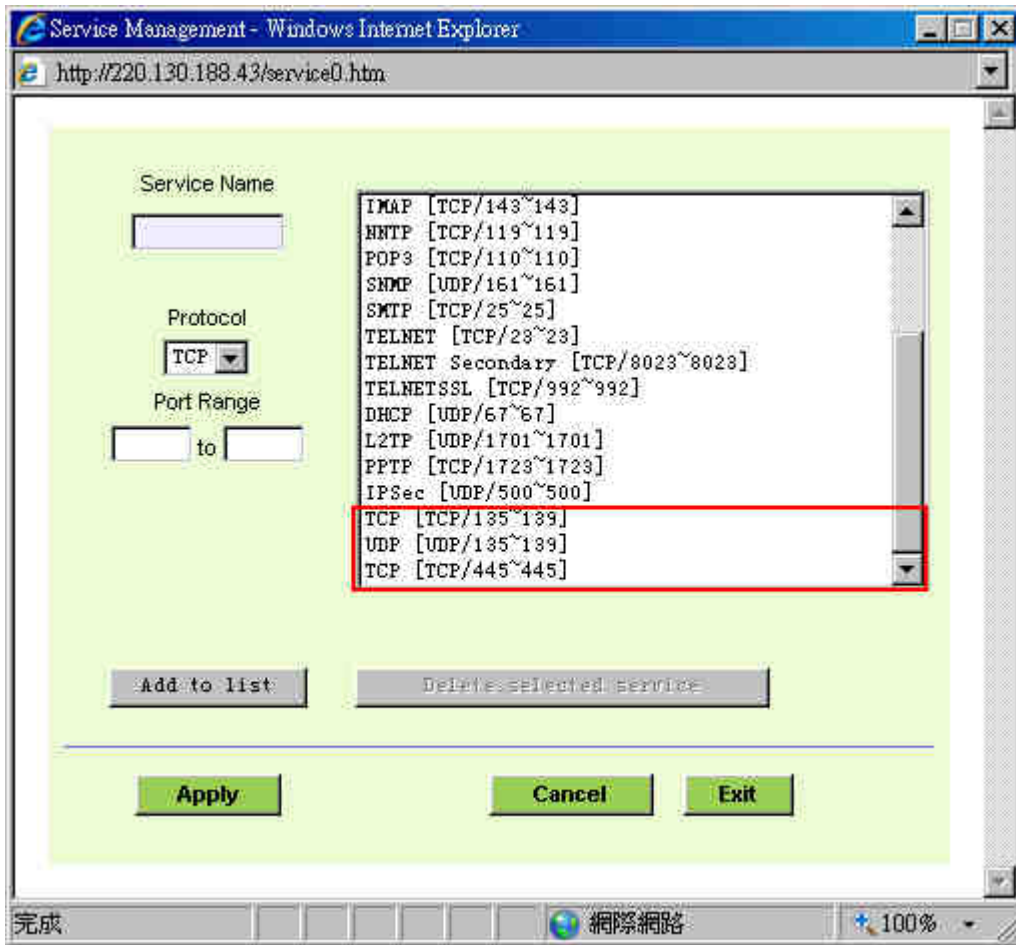 Service Management - Windows Internet Explorer
http://220.130.188.43/service0.htm
Service Name
Protocol
TCP
Port Range
to
IMAP [TCP/143~143]
NNTP [TCP/119~119]
POP3 [TCP/110~110]
SNMP [UDP/161~161]
SMTP [TCP/25~25]
TELNET [TCP/23~23]
TELNET Secondary [TCP/8023~8023]
TELNETSSL [TCP/992~992]
DHCP [UDP/67~67]
L2TP [UDP/1701~1701]
PPTP [TCP/1723~1723]
IPSec [UDP/500~500]
TCP [TCP/135~139]
UDP [UDP/135~139]
TCP [TCP/445~445]
Add to list
Delete selected service
Apply
Cancel
Exit
完成
網際網路
100%